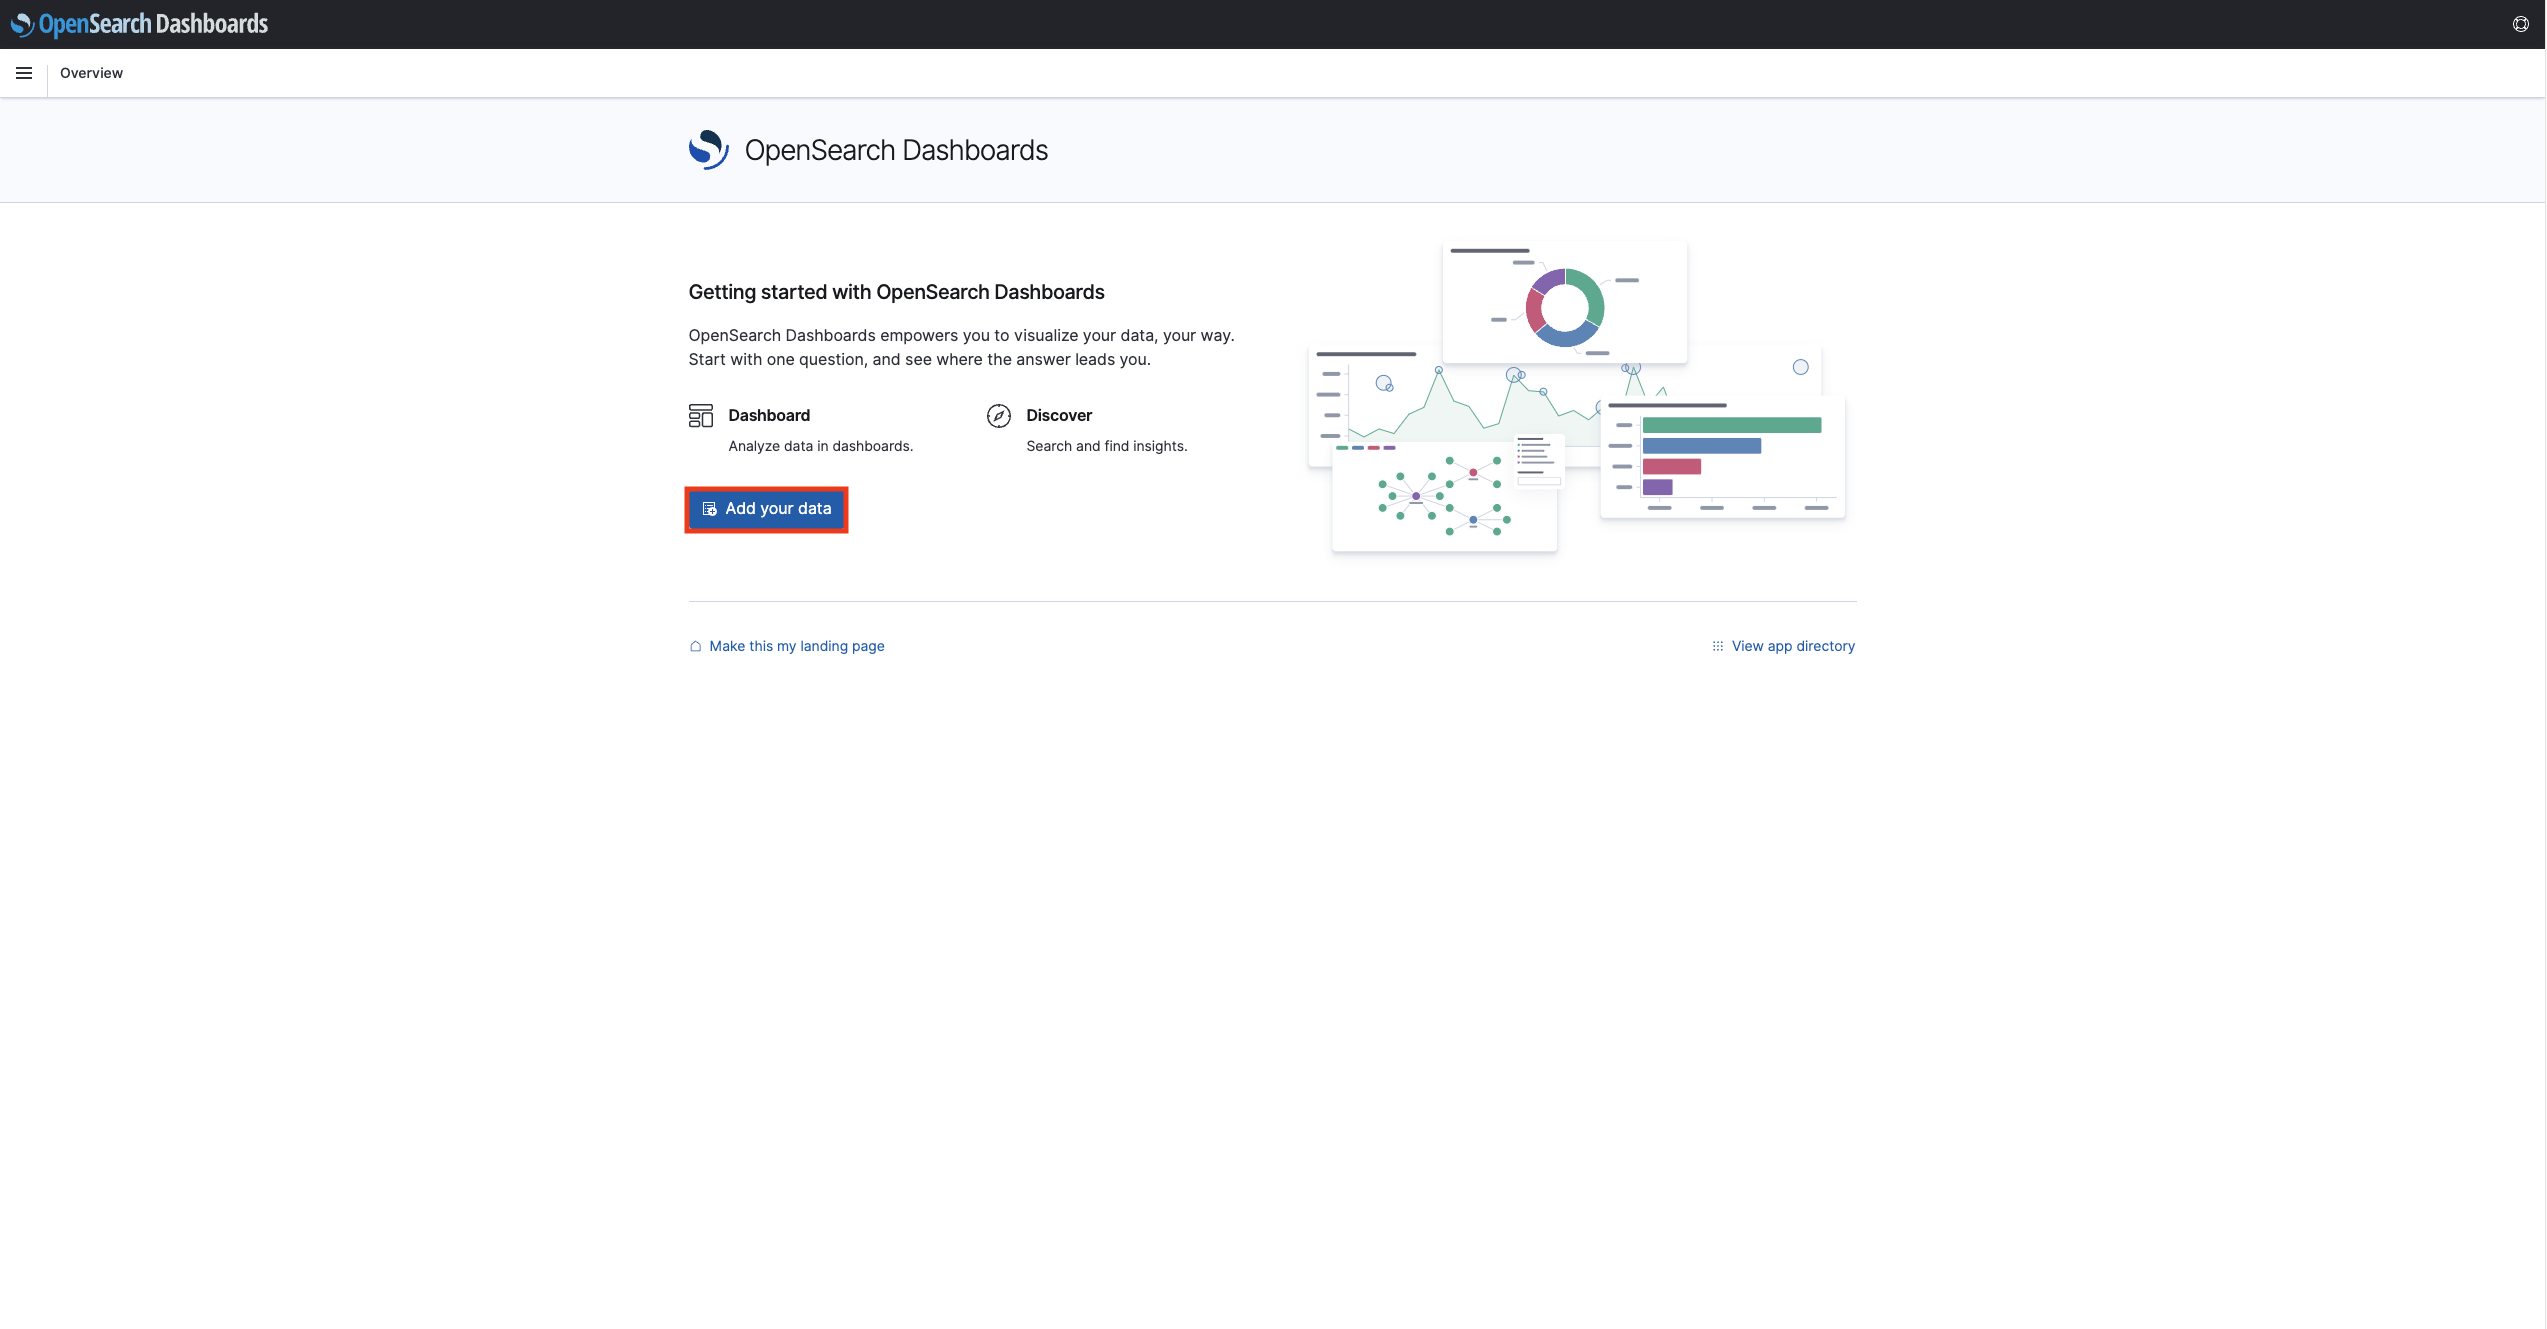 OpenSearch Dashboards
Overview
OpenSearch Dashboards
Getting started with OpenSearch Dashboards
OpenSearch Dashboards empowers you to visualize your data, your way.
Start with one question, and see where the answer leads you.
Dashboard
Analyze data in dashboards.
Discover
Search and find insights.
Add your data
Make this my landing page
View app directory